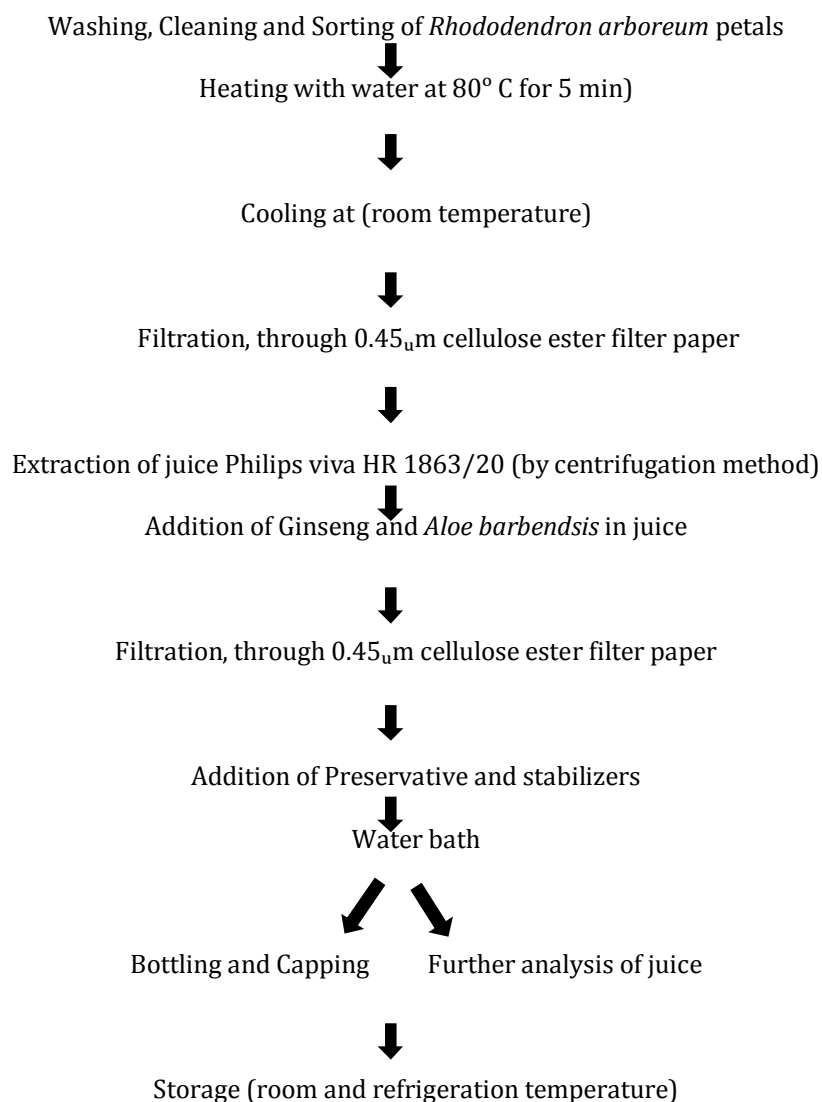 Washing, Cleaning and Sorting of Rhododendron arboreum petals
Heating with water at 80° C for 5 min)
Cooling at (room temperature)
Filtration, through 0.45um cellulose ester filter paper
Extraction of juice Philips viva HR 1863/20 (by centrifugation method)
Addition of Ginseng and Aloe barbendsis in juice
Filtration, through 0.45um cellulose ester filter paper
Addition of Preservative and stabilizers
Water bath
Bottling and Capping Further analysis of juice
Storage (room and refrigeration temperature)